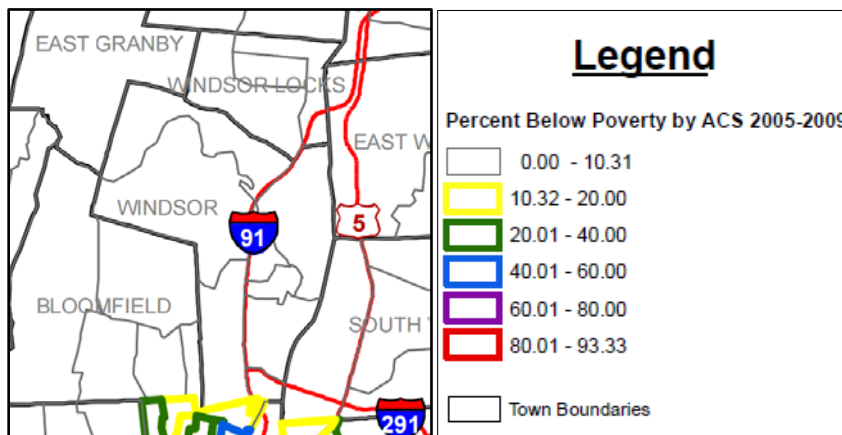 EAST GRANBY
WINDSOR LOCKS
EAST W
WINDSOR
91
5
BLOOMFIELD
SOUTH
291
Legend
Percent Below Poverty by ACS 2005-2009
0.00 - 10.31
10.32 - 20.00
20.01 - 40.00
40.01 - 60.00
60.01 - 80.00
80.01 - 93.33
Town Boundaries